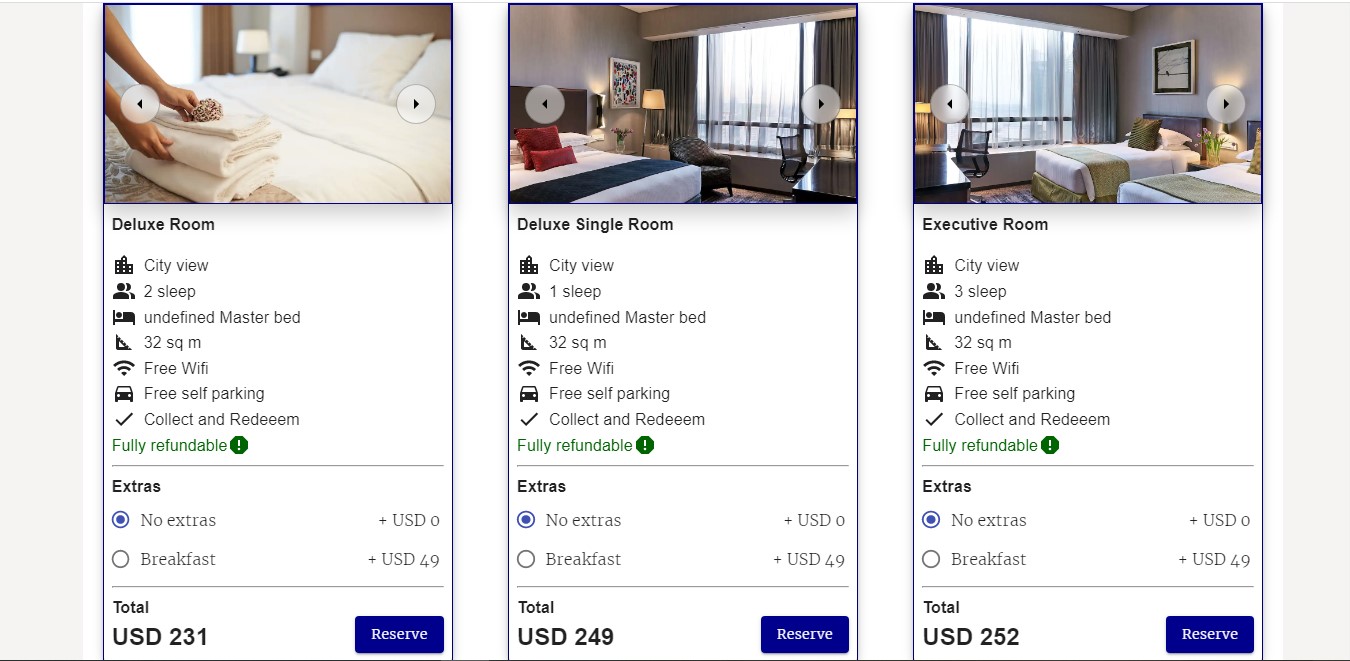 Deluxe Room
City view
2 sleep
undefined Master bed
32 sq m
Free Wifi
Free self parking
Collect and Redeeem
Fully refundable
Extras
No extras + USD 0
Breakfast + USD 49
Total
USD 231 Reserve
Deluxe Single Room
City view
1 sleep
undefined Master bed
32 sq m
Free Wifi
Free self parking
Collect and Redeeem
Fully refundable
Extras
No extras + USD 0
Breakfast + USD 49
Total
USD 249 Reserve
Executive Room
City view
3 sleep
undefined Master bed
32 sq m
Free Wifi
Free self parking
Collect and Redeeem
Fully refundable
Extras
No extras + USD 0
Breakfast + USD 49
Total
USD 252 Reserve